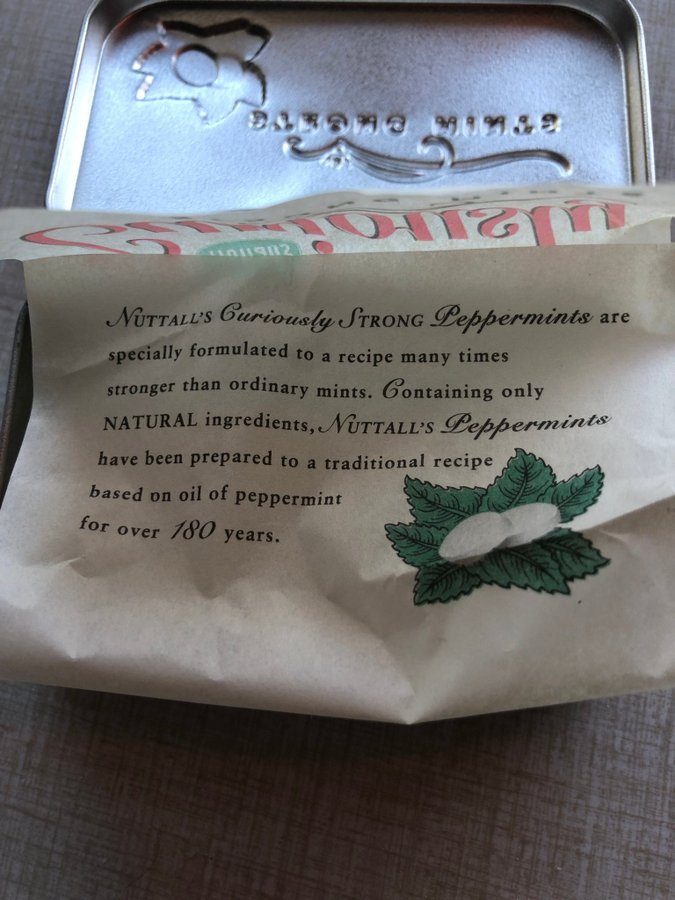 NUTTALL'S Curiously STRONG Peppermints are
specially formulated to a recipe many times
stronger than ordinary mints. Containing only
NATURAL ingredients, NUTTALL'S Peppermints
have been prepared to a traditional recipe
based on oil of peppermint
for over 180 years.